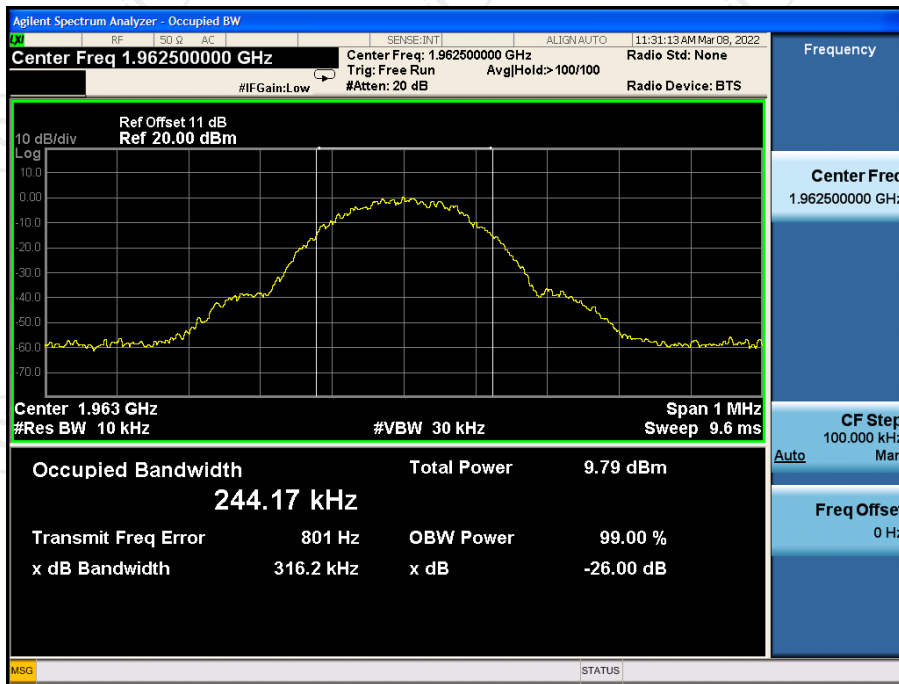 Agilent Spectrum Analyzer - Occupied BW
LXI RF 50 Ω AC SENSE:INT ALIGN AUTO 11:31:13 AM Mar 08, 2022
Center Freq 1.962500000 GHz
Center Freq: 1.962500000 GHz
Radio Std: None
Trig: Free Run Avg|Hold:> 100/100
#IFGain:Low
#Atten: 20 dB
Radio Device: BTS
Frequency
Ref Offset 11 dB
10 dB/div Ref 20.00 dBm
Log
10.0
0.00
-10.0
-20.0
-30.0
-40.0
-50.0
-60.0
-70.0
Center 1.963 GHz Span 1 MHz
#Res BW 10 kHz #VBW 30 kHz Sweep 9.6 ms
Occupied Bandwidth Total Power 9.79 dBm
244.17 kHz
Transmit Freq Error 801 Hz OBW Power 99.00 %
x dB Bandwidth 316.2 kHz x dB -26.00 dB
Center Freq
1.962500000 GHz
CF Step
100.000 kHz
Auto Man
Freq Offset
0 Hz
MSG STATUS